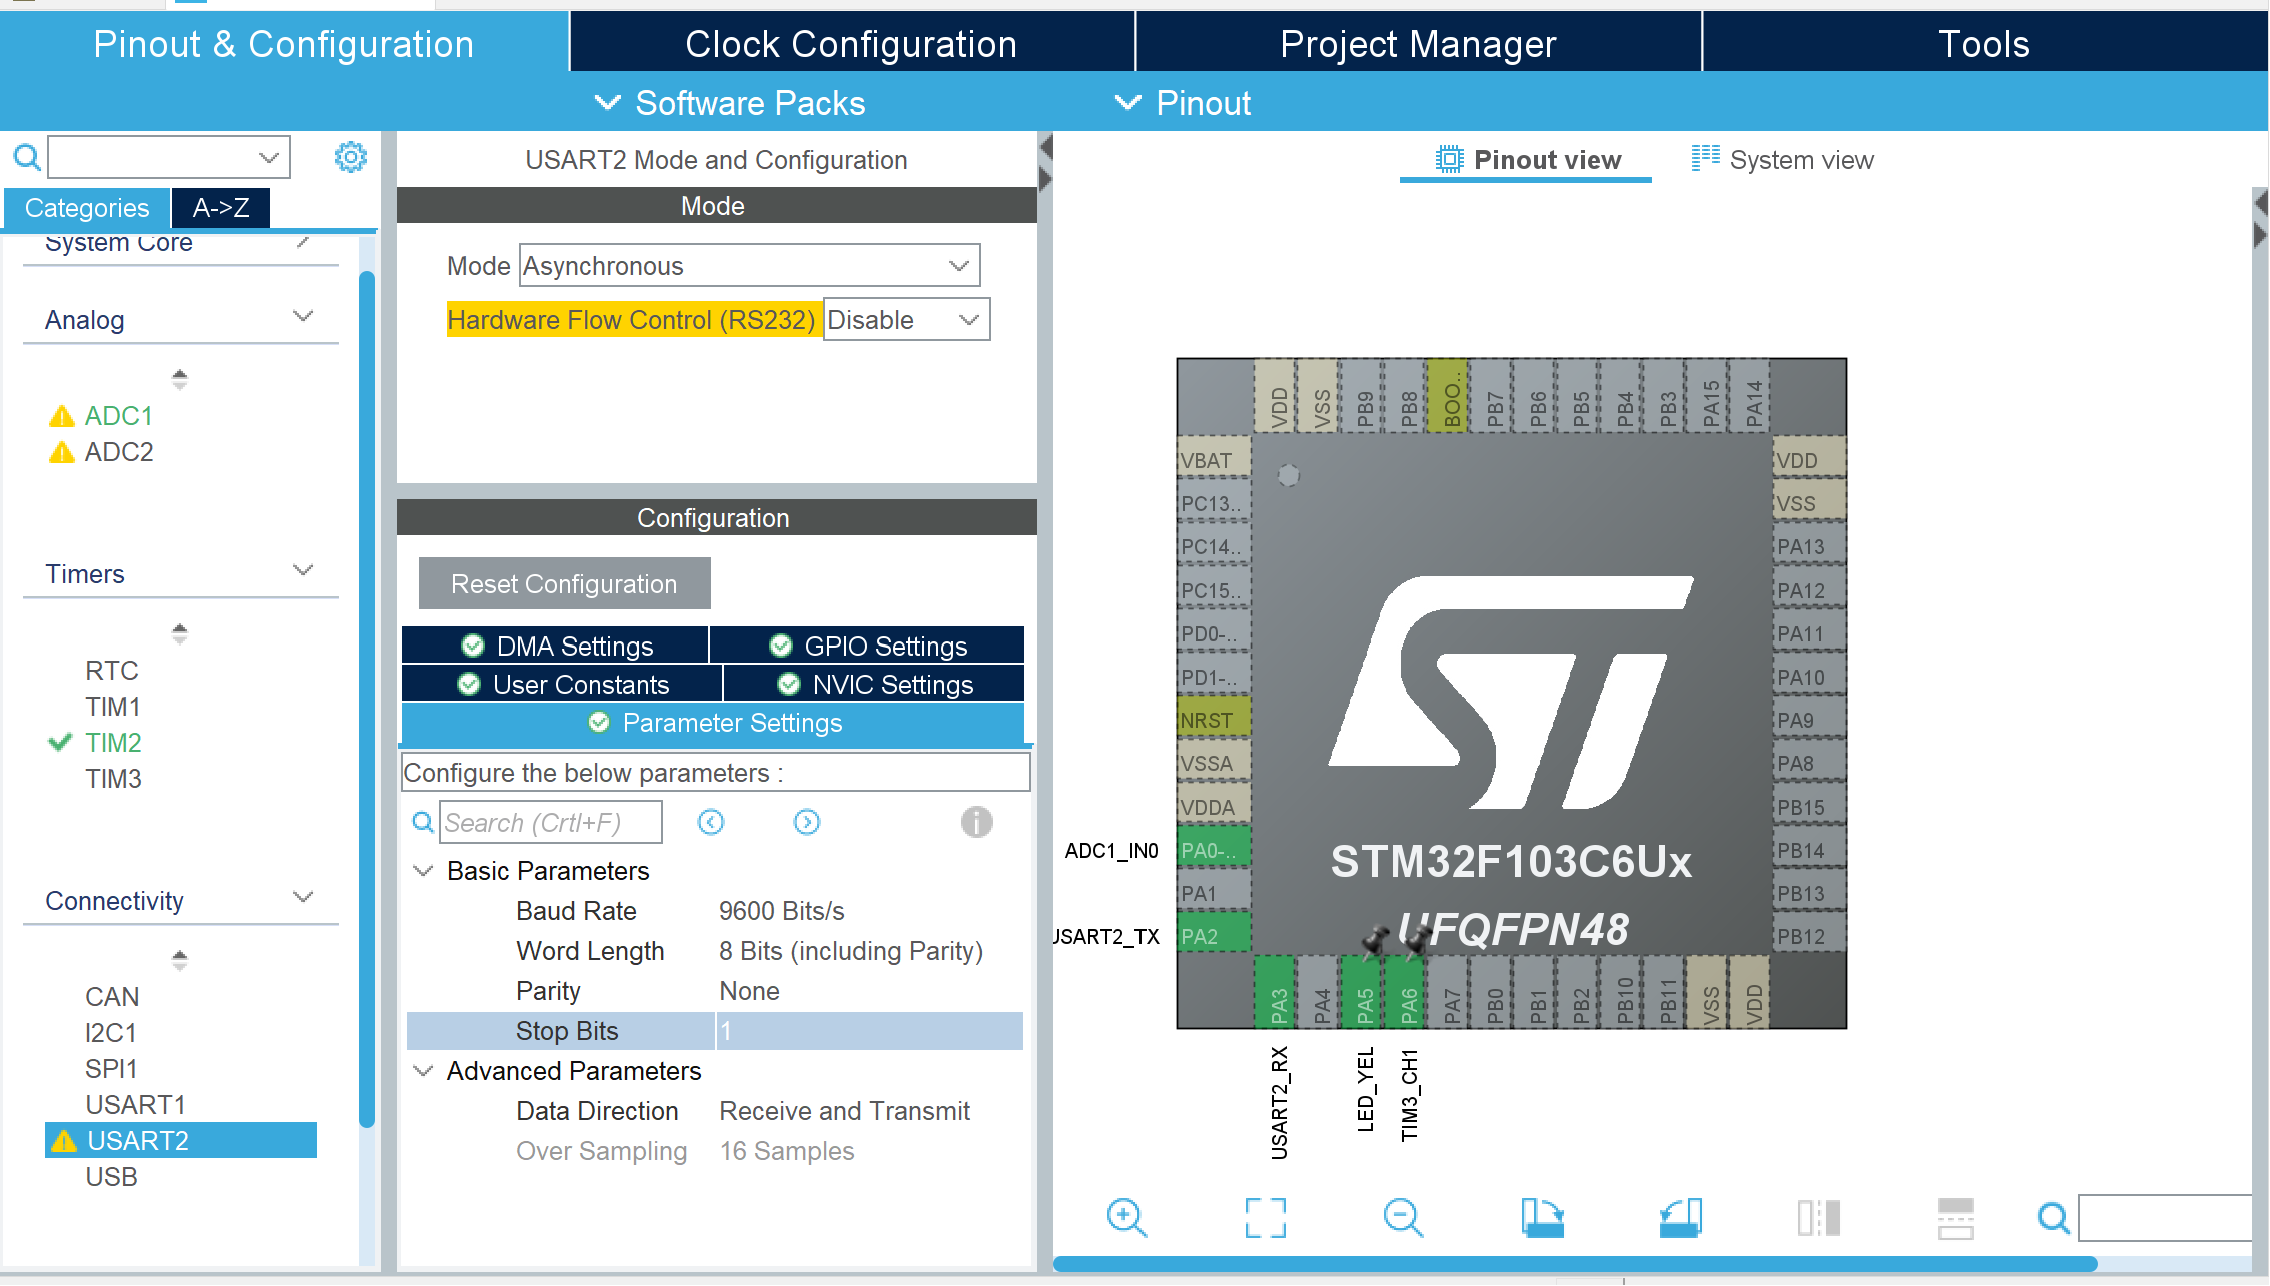 Pinout & Configuration
Clock Configuration
Project Manager
Tools
Software Packs
Pinout
Categories
A->Z
System Core
Analog
ADC1
ADC2
Timers
RTC
TIM1
TIM2
TIM3
Connectivity
CAN
I2C1
SPI1
USART1
USART2
USB
USART2 Mode and Configuration
Mode
Mode Asynchronous
Hardware Flow Control (RS232) Disable
Configuration
Reset Configuration
DMA Settings
GPIO Settings
User Constants
NVIC Settings
Parameter Settings
Configure the below parameters :
Search (Crtl+F)
Basic Parameters
Baud Rate 9600 Bits/s
Word Length 8 Bits (including Parity)
Parity None
Stop Bits 1
Advanced Parameters
Data Direction Receive and Transmit
Over Sampling 16 Samples
Pinout view
System view
VDD
VSS
PB9
PB8
BOO..
PB7
PB6
PB5
PB4
PB3
PA15
PA14
VBAT
PC13..
PC14..
PC15..
PD0-..
PD1-..
NRST
VSSA
VDDA
ADC1_IN0
PA0-..
PA1
USART2_TX
PA2
VDD
VSS
PA13
PA12
PA11
PA10
PA9
PA8
PB15
PB14
PB13
PB12
ST
STM32F103C6Ux
UFQFPN48
PA3
PA4
PA5
PA6
PA7
PB0
PB1
PB2
PB10
PB11
VSS
VDD
USART2_RX
LED_YEL
TIM3_CH1